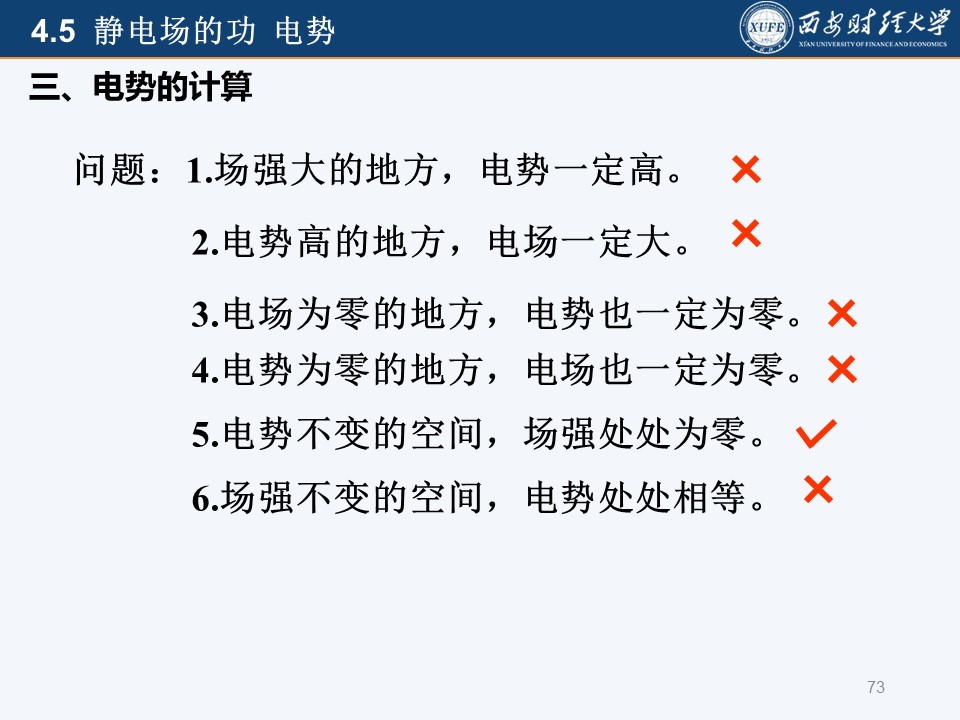 4.5 静电场的功 电势
XUFE
西安财经大学
XI'AN UNIVERSITY OF FINANCE AND ECONOMICS
三、电势的计算
问题：1.场强大的地方，电势一定高。 ×
2.电势高的地方，电场一定大。 ×
3.电场为零的地方，电势也一定为零。×
4.电势为零的地方，电场也一定为零。×
5.电势不变的空间，场强处处为零。 ✓
6.场强不变的空间，电势处处相等。 ×
73